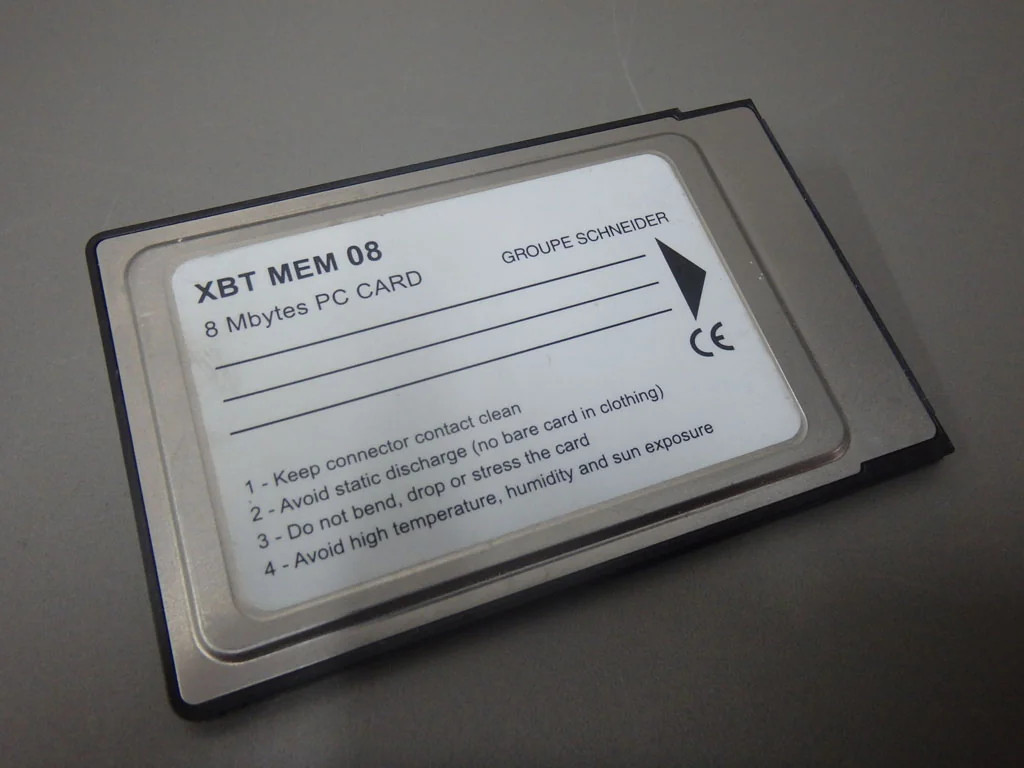 XBT MEM 08
8 Mbytes PC CARD
GROUPE SCHNEIDER
CE
1 - Keep connector contact clean
2 - Avoid static discharge (no bare card in clothing)
3 - Do not bend, drop or stress the card
4 - Avoid high temperature, humidity and sun exposure